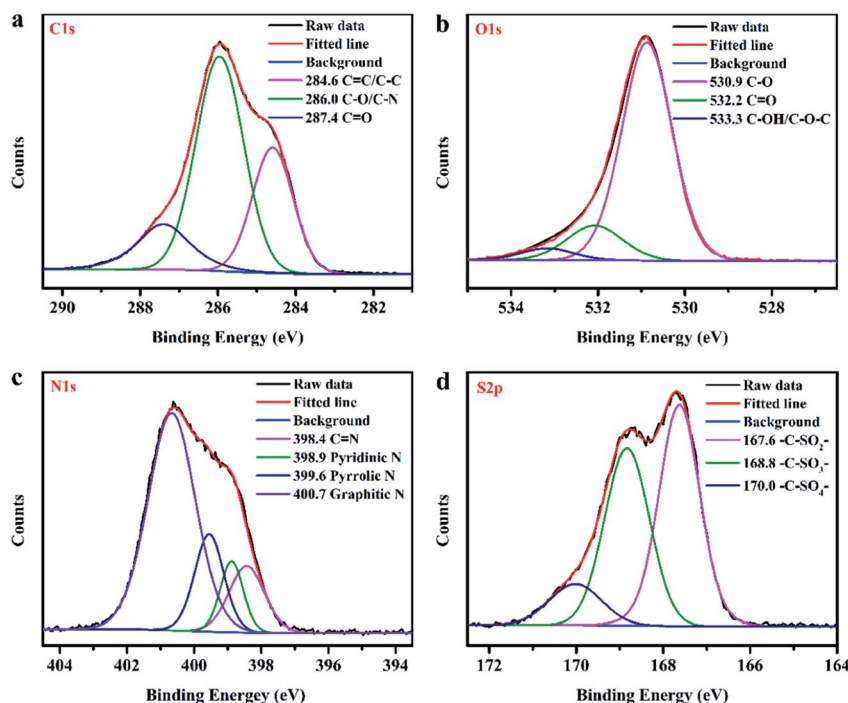 a
C1s
Raw data
Fitted line
Background
284.6 C=C/C-C
286.0 C-O/C-N
287.4 C=O
Counts
290 288 286 284 282
Binding Energy (eV)
b
O1s
Raw data
Fitted line
Background
530.9 C-O
532.2 C=O
533.3 C-OH/C-O-C
Counts
534 532 530 528
Binding Energy (eV)
c
N1s
Raw data
Fitted line
Background
398.4 C=N
398.9 Pyridinic N
399.6 Pyrrolic N
400.7 Graphitic N
Counts
404 402 400 398 396 394
Binding Energey (eV)
d
S2p
Raw data
Fitted line
Background
167.6 -C-SO₂-
168.8 -C-SO₃-
170.0 -C-SO₄-
Counts
172 170 168 166 164
Binding Energy (eV)